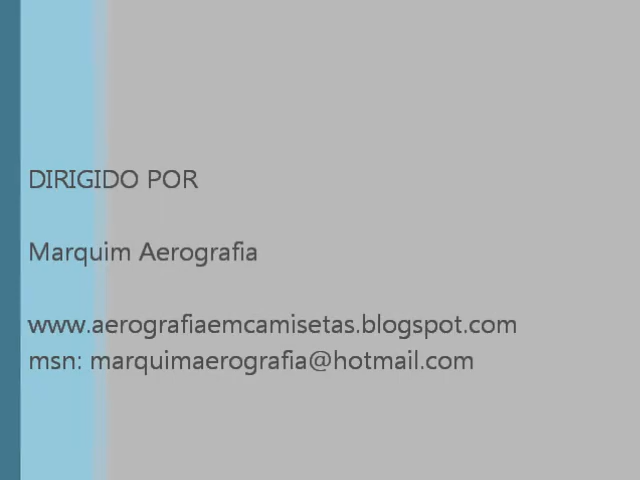 DIRIGIDO POR
Marquim Aerografia
www.aerografiaemcamisetas.blogspot.com
msn: marquimaerografia@hotmail.com